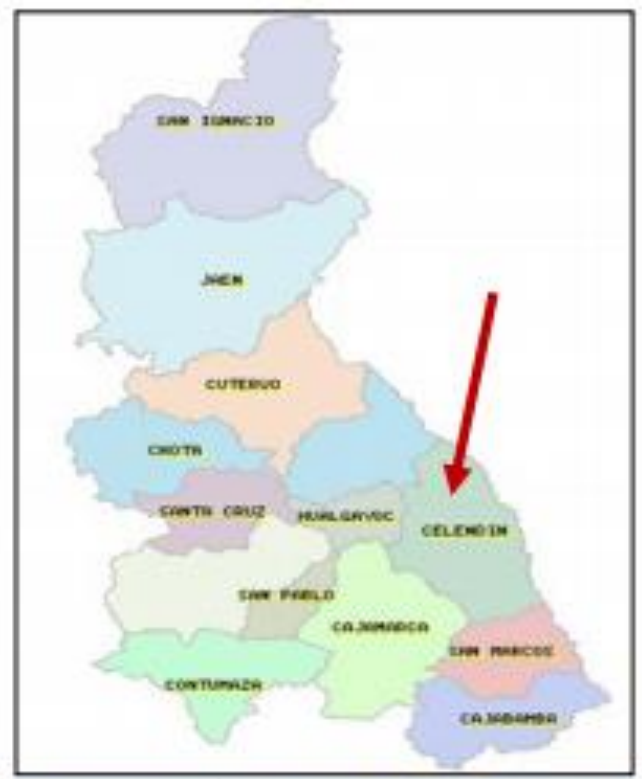 SAN IGNACIO
JAEN
CUTERVO
CHOTA
SANTA CRUZ
HUALGAYOC
CELENDIN
SAN PABLO
CAJAMARCA
SAN MARCOS
CONTUMAZA
CAJABAMBA